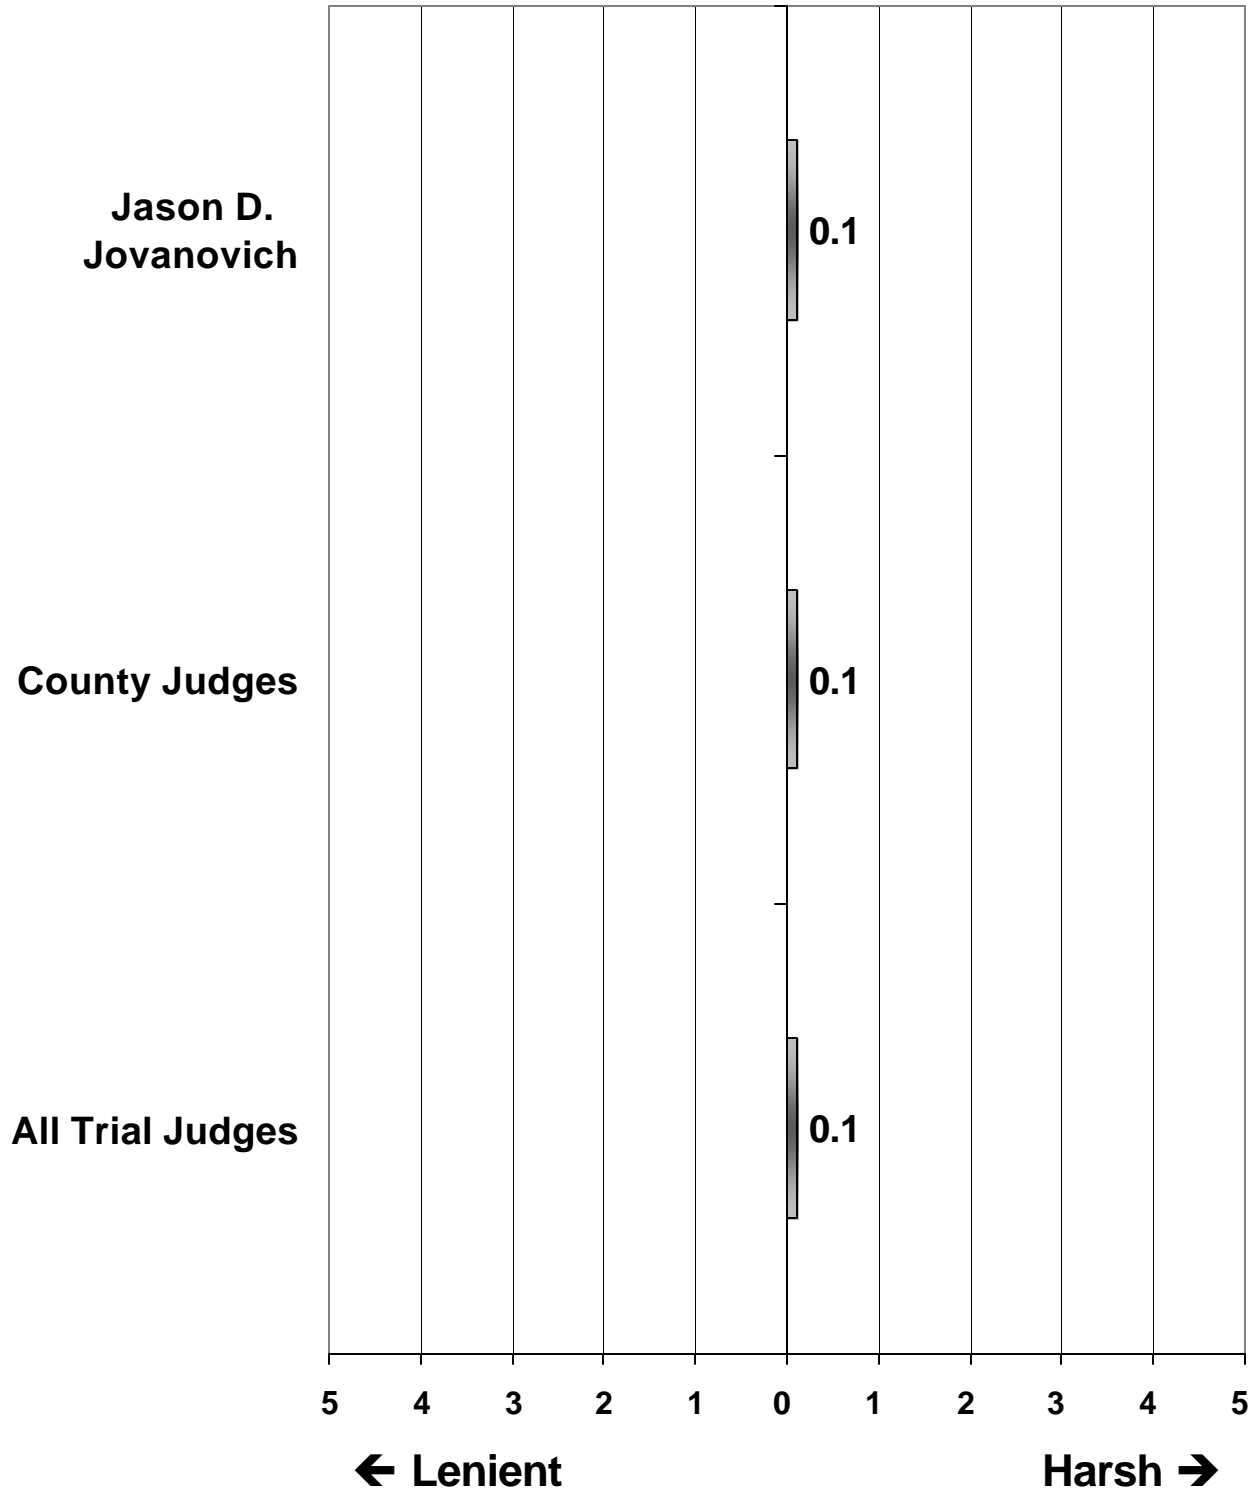 Jason D.
Jovanovich
0.1
County Judges
0.1
All Trial Judges
0.1
5 4 3 2 1 0 1 2 3 4 5
← Lenient
Harsh →